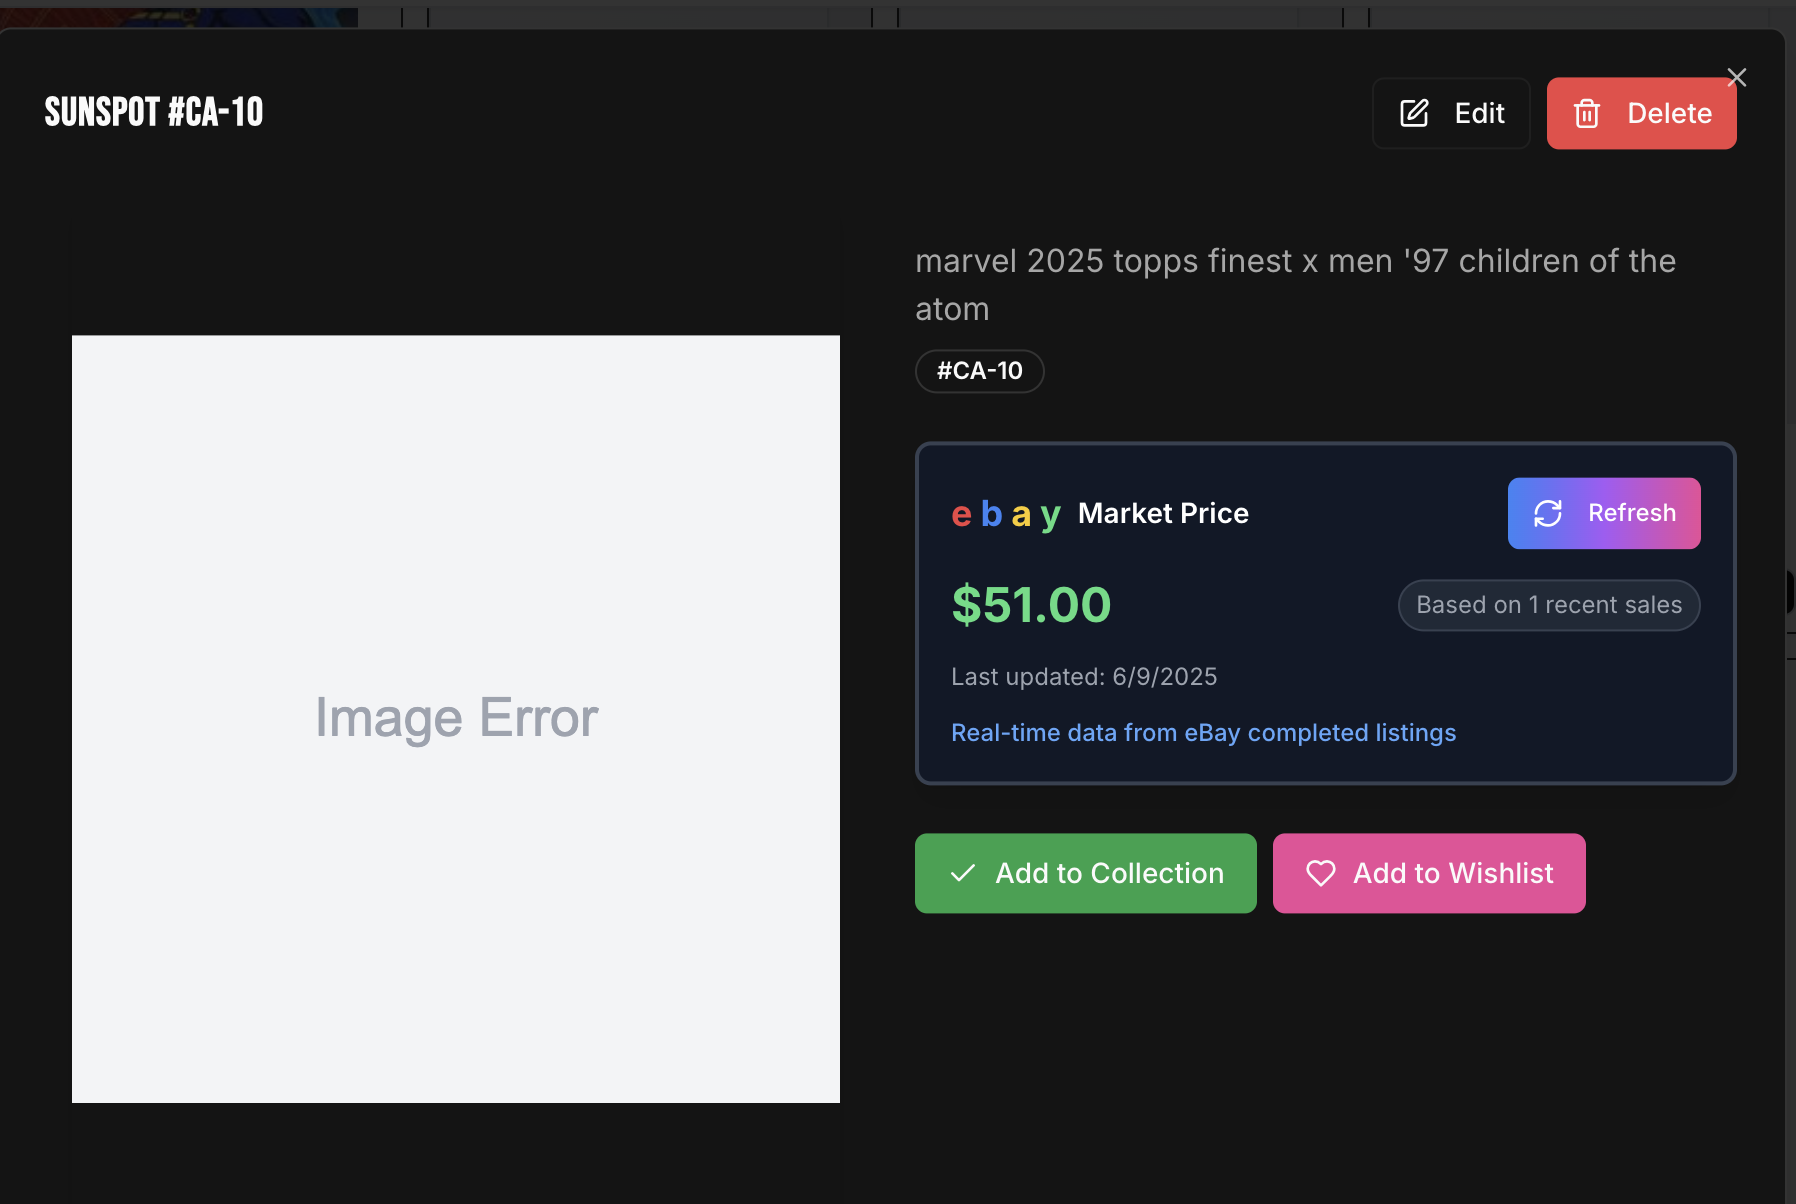 SUNSPOT #CA-10
Edit
Delete
marvel 2025 topps finest x men '97 children of the
atom
#CA-10
ebay Market Price
Refresh
$51.00
Based on 1 recent sales
Last updated: 6/9/2025
Real-time data from eBay completed listings
Image Error
Add to Collection
Add to Wishlist